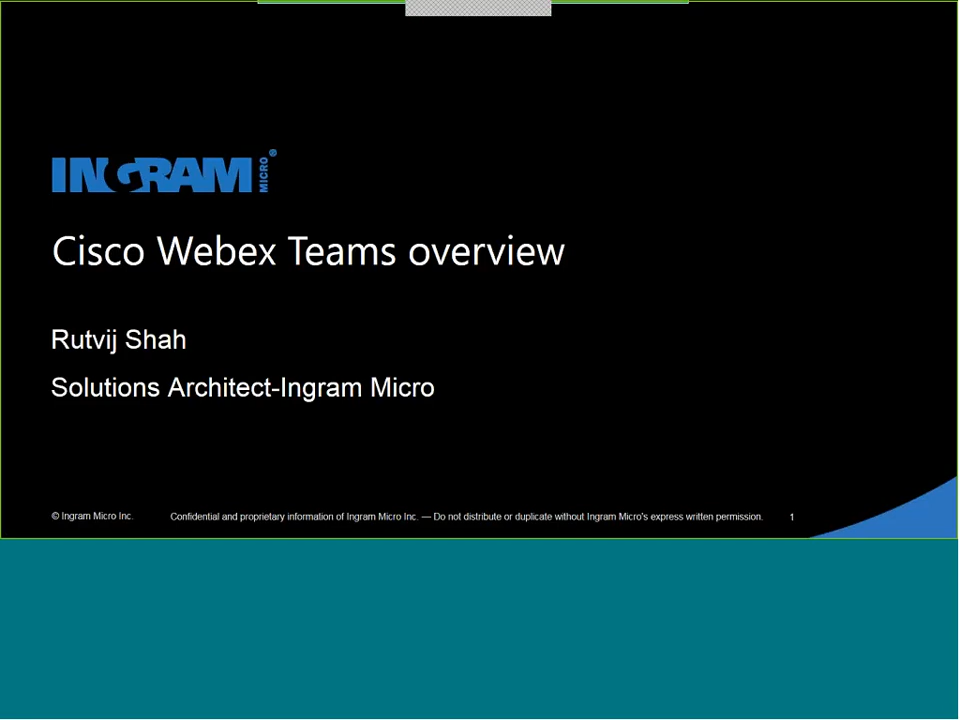 INGRAM MICRO®
Cisco Webex Teams overview
Rutvij Shah
Solutions Architect-Ingram Micro
© Ingram Micro Inc. Confidential and proprietary information of Ingram Micro Inc. — Do not distribute or duplicate without Ingram Micro's express written permission. 1